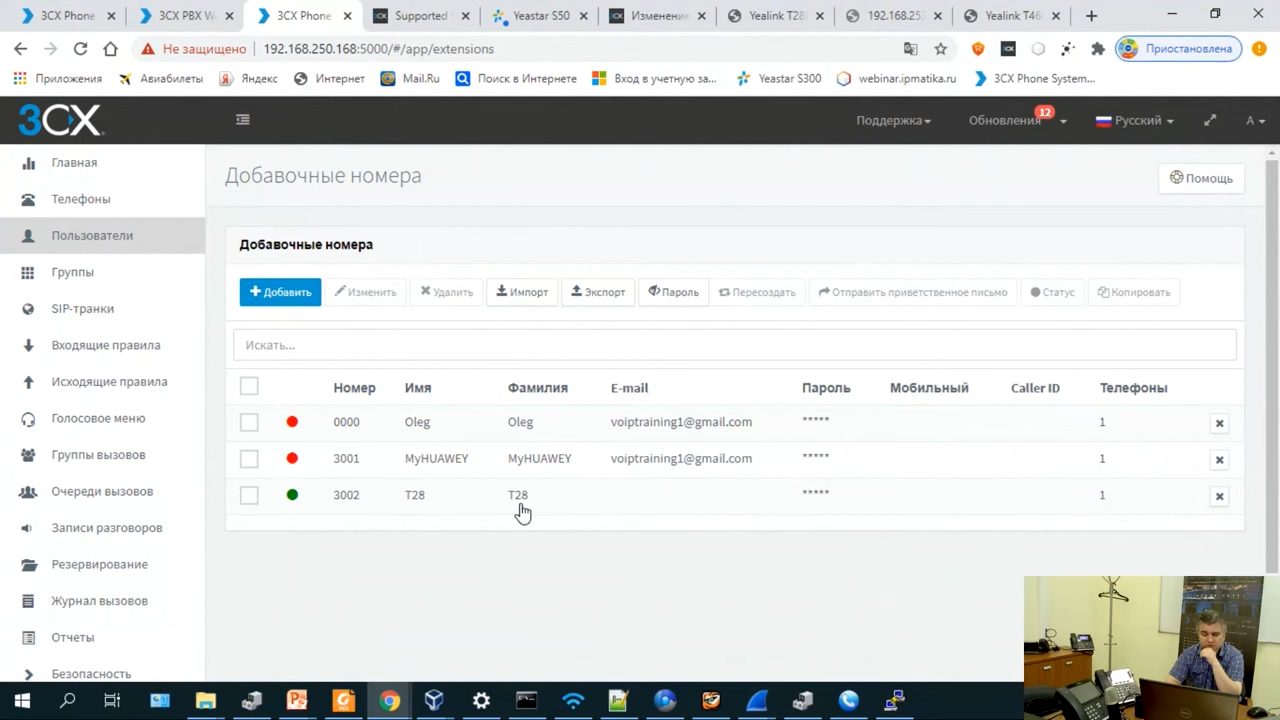 3CX Phone
3CX PBX W
3CX Phone
Supported
Yeastar S50
Изменение
Yealink T28
192.168.25
Yealink T46
Не защищено
192.168.250.168:5000/#/app/extensions
Приостановлена
Приложения
Авиабилеты
Яндекс
Интернет
Mail.Ru
Поиск в Интернете
Вход в учетную за...
Yeastar S300
webinar.ipmatika.ru
3CX Phone System...
3CX
Поддержка
Обновления
12
Русский
A
Главная
Телефоны
Пользователи
Группы
SIP-транки
Входящие правила
Исходящие правила
Голосовое меню
Группы вызовов
Очереди вызовов
Записи разговоров
Резервирование
Журнал вызовов
Отчеты
Безопасность
Добавочные номера
Помощь
Добавочные номера
+ Добавить
Изменить
Удалить
Импорт
Экспорт
Пароль
Пересоздать
Отправить приветственное письмо
Статус
Копировать
Искать...
Номер Имя Фамилия E-mail Пароль Мобильный Caller ID Телефоны
0000 Oleg Oleg voiptraining1@gmail.com ***** 1
3001 MyHUAWEY MyHUAWEY voiptraining1@gmail.com ***** 1
3002 T28 T28 ***** 1